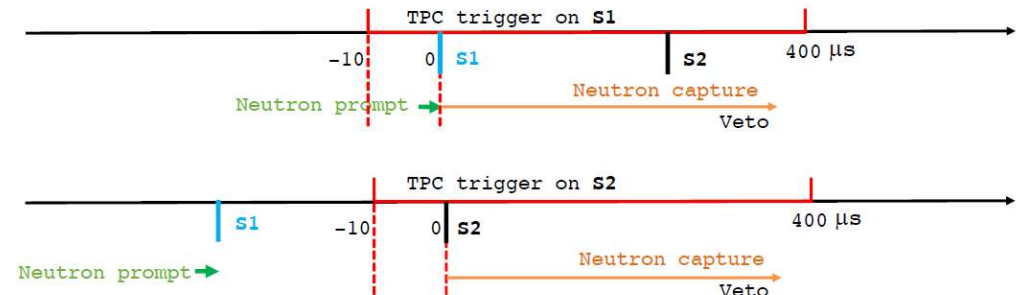 TPC trigger on S1
-10 0 S1 S2 400 μs
Neutron prompt Neutron capture
Veto
TPC trigger on S2
S1 -10 0 S2 400 μs
Neutron prompt Neutron capture
Veto